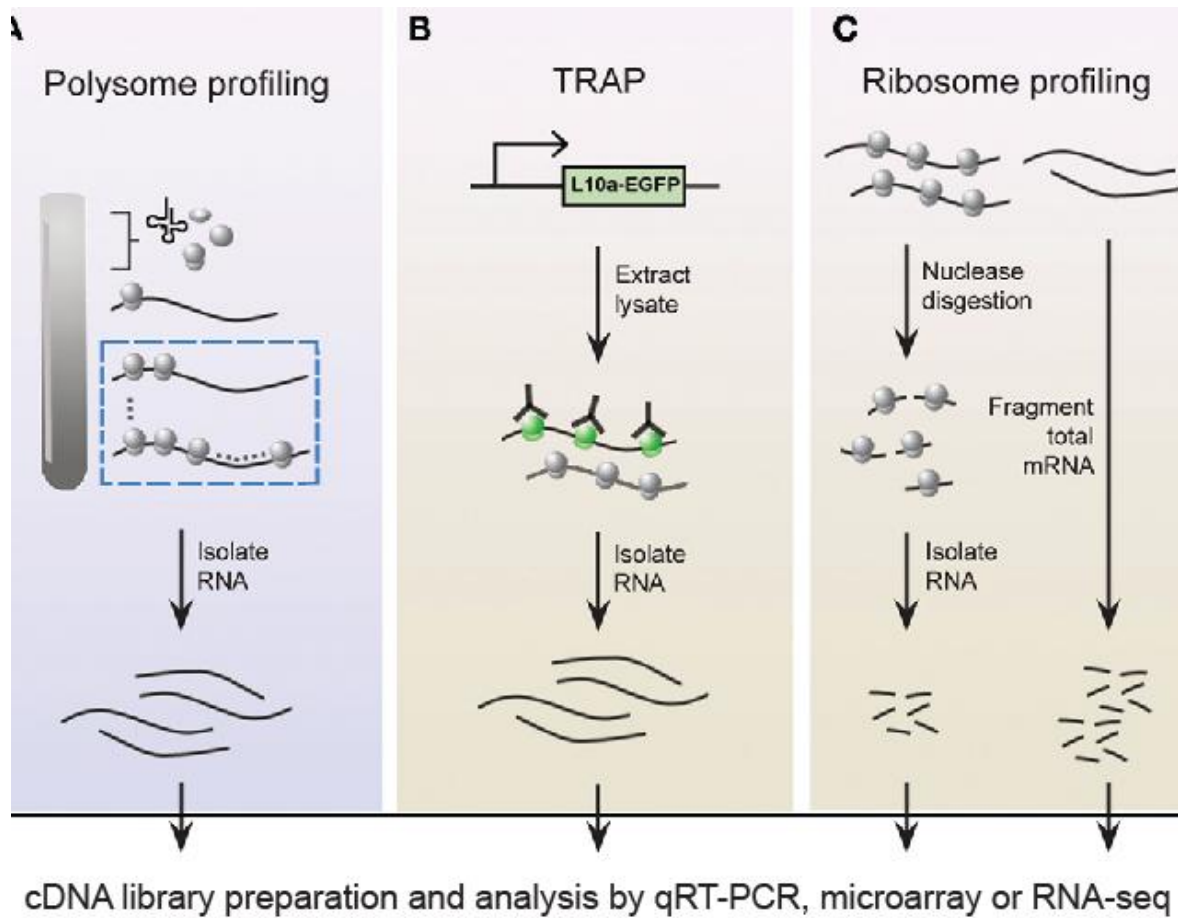 A
Polysome profiling
Isolate
RNA
B
TRAP
L10a-EGFP
Extract
lysate
Isolate
RNA
C
Ribosome profiling
Nuclease
disgestion
Fragment
total
mRNA
Isolate
RNA
cDNA library preparation and analysis by qRT-PCR, microarray or RNA-seq